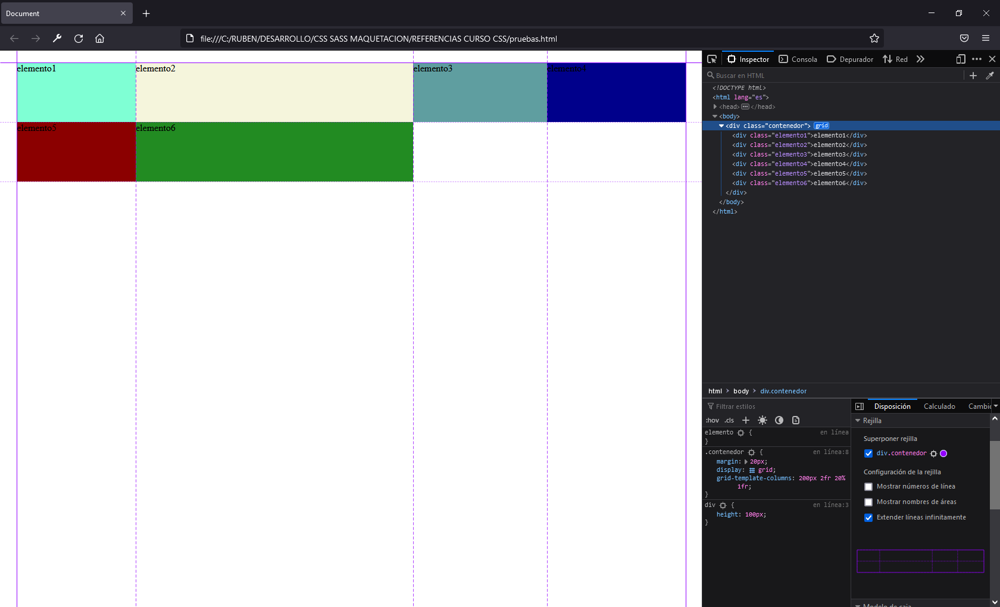 Document
file:///C:/RUBEN/DESARROLLO/CSS SASS MAQUETACION/REFERENCIAS CURSO CSS/pruebas.html
elemento1
elemento2
elemento3
elemento4
elemento5
elemento6
Inspector
Consola
Depurador
Red
Buscar en HTML
<!DOCTYPE html>
<html lang="es">
<head> </head>
<body>
<div class="contenedor"> grid
<div class="elemento1">elemento1</div>
<div class="elemento2">elemento2</div>
<div class="elemento3">elemento3</div>
<div class="elemento4">elemento4</div>
<div class="elemento5">elemento5</div>
<div class="elemento6">elemento6</div>
</div>
</body>
</html>
html > body > div.contenedor
Filtrar estilos
:hov .cls
elemento { en línea
}
.contenedor { en línea:8
margin: 20px;
display: grid;
grid-template-columns: 200px 2fr 20%
1fr;
}
div { en línea:3
height: 100px;
}
Disposición
Calculado
Cambio
Rejilla
Superponer rejilla
div.contenedor
Configuración de la rejilla
Mostrar números de línea
Mostrar nombres de áreas
Extender líneas infinitamente
Modelo de caja